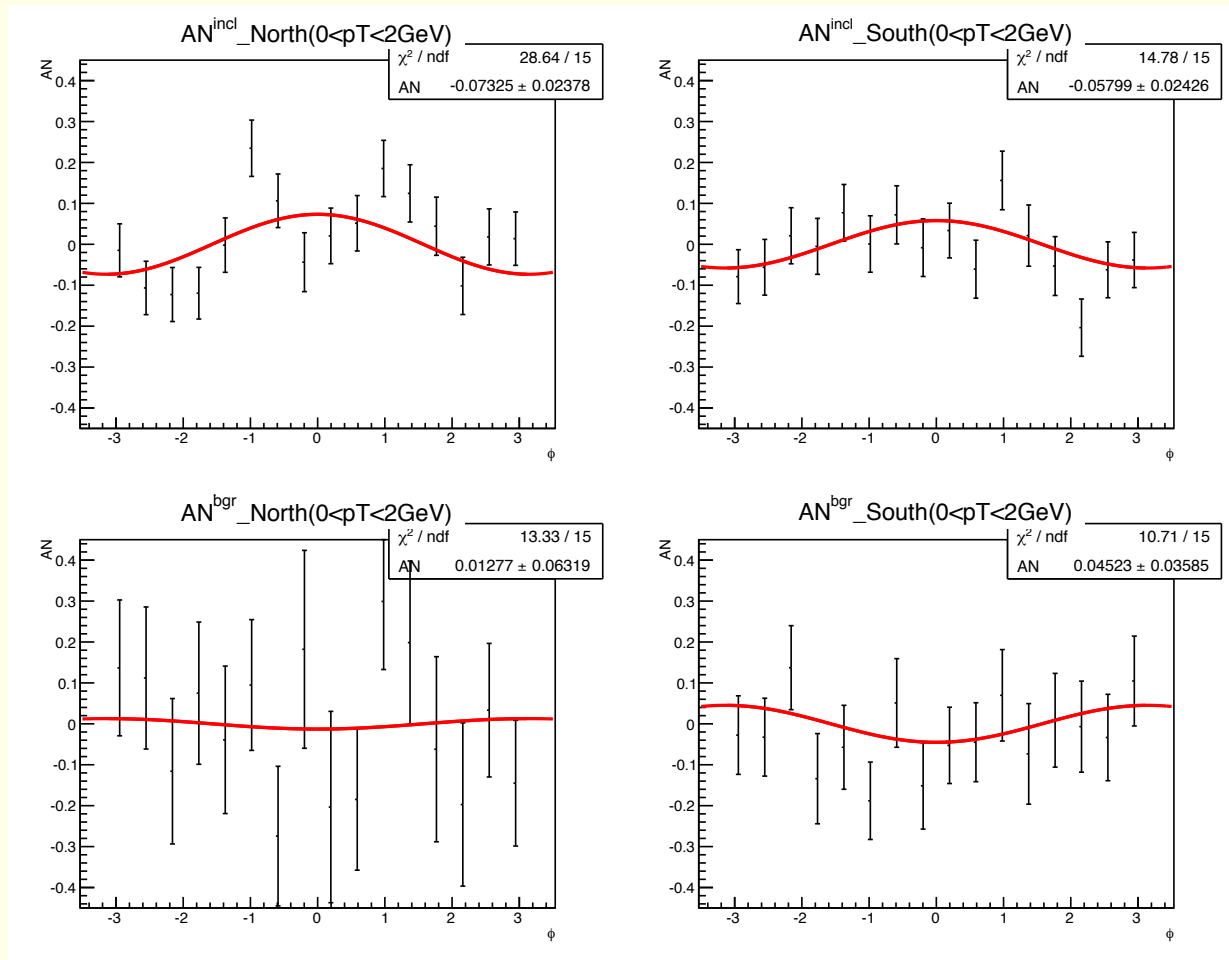 AN^incl_North(0<pT<2GeV)
χ² / ndf 28.64 / 15
AN -0.07325 ± 0.02378
AN
0.4
0.3
0.2
0.1
0
-0.1
-0.2
-0.3
-0.4
-3 -2 -1 0 1 2 3
φ
AN^incl_South(0<pT<2GeV)
χ² / ndf 14.78 / 15
AN -0.05799 ± 0.02426
AN
0.4
0.3
0.2
0.1
0
-0.1
-0.2
-0.3
-0.4
-3 -2 -1 0 1 2 3
φ
AN^bgr_North(0<pT<2GeV)
χ² / ndf 13.33 / 15
AN 0.01277 ± 0.06319
AN
0.4
0.3
0.2
0.1
0
-0.1
-0.2
-0.3
-0.4
-3 -2 -1 0 1 2 3
φ
AN^bgr_South(0<pT<2GeV)
χ² / ndf 10.71 / 15
AN 0.04523 ± 0.03585
AN
0.4
0.3
0.2
0.1
0
-0.1
-0.2
-0.3
-0.4
-3 -2 -1 0 1 2 3
φ